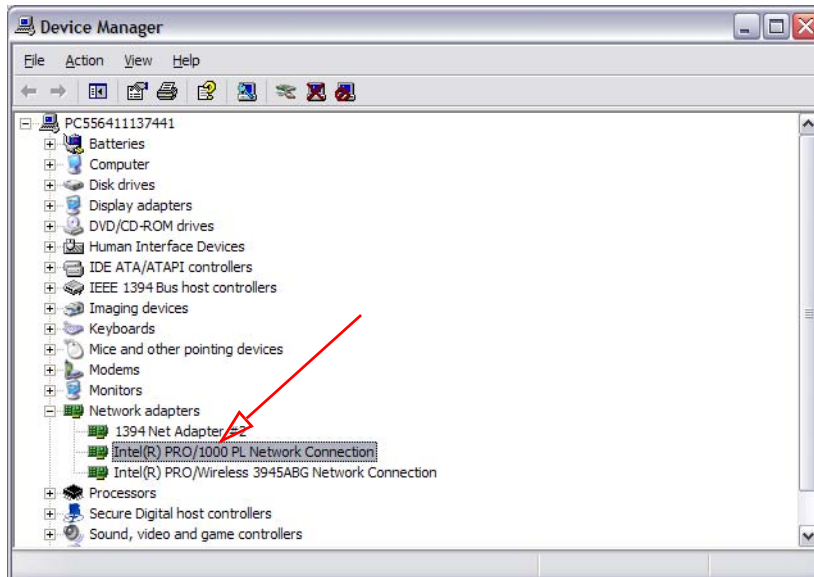 Device Manager
File Action View Help
PC556411137441
Batteries
Computer
Disk drives
Display adapters
DVD/CD-ROM drives
Human Interface Devices
IDE ATA/ATAPI controllers
IEEE 1394 Bus host controllers
Imaging devices
Keyboards
Mice and other pointing devices
Modems
Monitors
Network adapters
1394 Net Adapter #2
Intel(R) PRO/1000 PL Network Connection
Intel(R) PRO/Wireless 3945ABG Network Connection
Processors
Secure Digital host controllers
Sound, video and game controllers